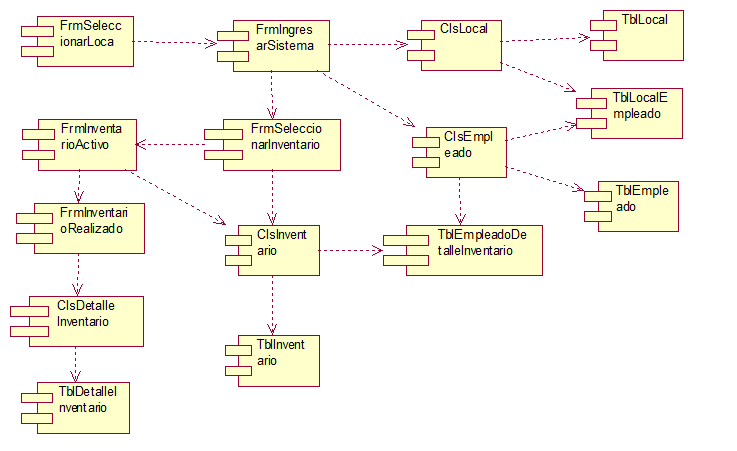 FrmSelecc
ionarLoca
FrmIngres
arSistema
ClsLocal
TblLocal
TblLocalE
mpleado
FrmInventa
rioActivo
FrmSeleccio
narInventario
ClsEmpl
eado
TblEmple
ado
FrmInventari
oRealizado
ClsInvent
ario
TblEmpleadoDe
talleInventario
ClsDetalle
Inventario
TblInvent
ario
TblDetalleI
nventario